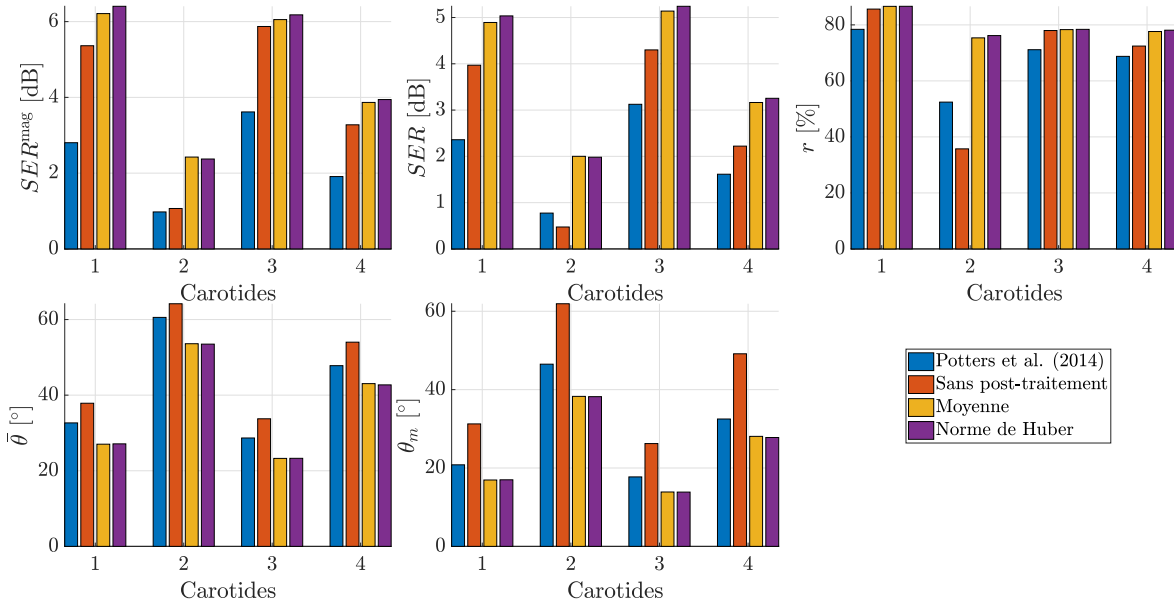 6
4
2
0
SER^mag [dB]
1 2 3 4
Carotides
5
4
3
2
1
0
SER [dB]
1 2 3 4
Carotides
80
60
40
20
0
r [%]
1 2 3 4
Carotides
60
40
20
0
θ̄ [°]
1 2 3 4
Carotides
60
40
20
0
θ_m [°]
1 2 3 4
Carotides
Potters et al. (2014)
Sans post-traitement
Moyenne
Norme de Huber